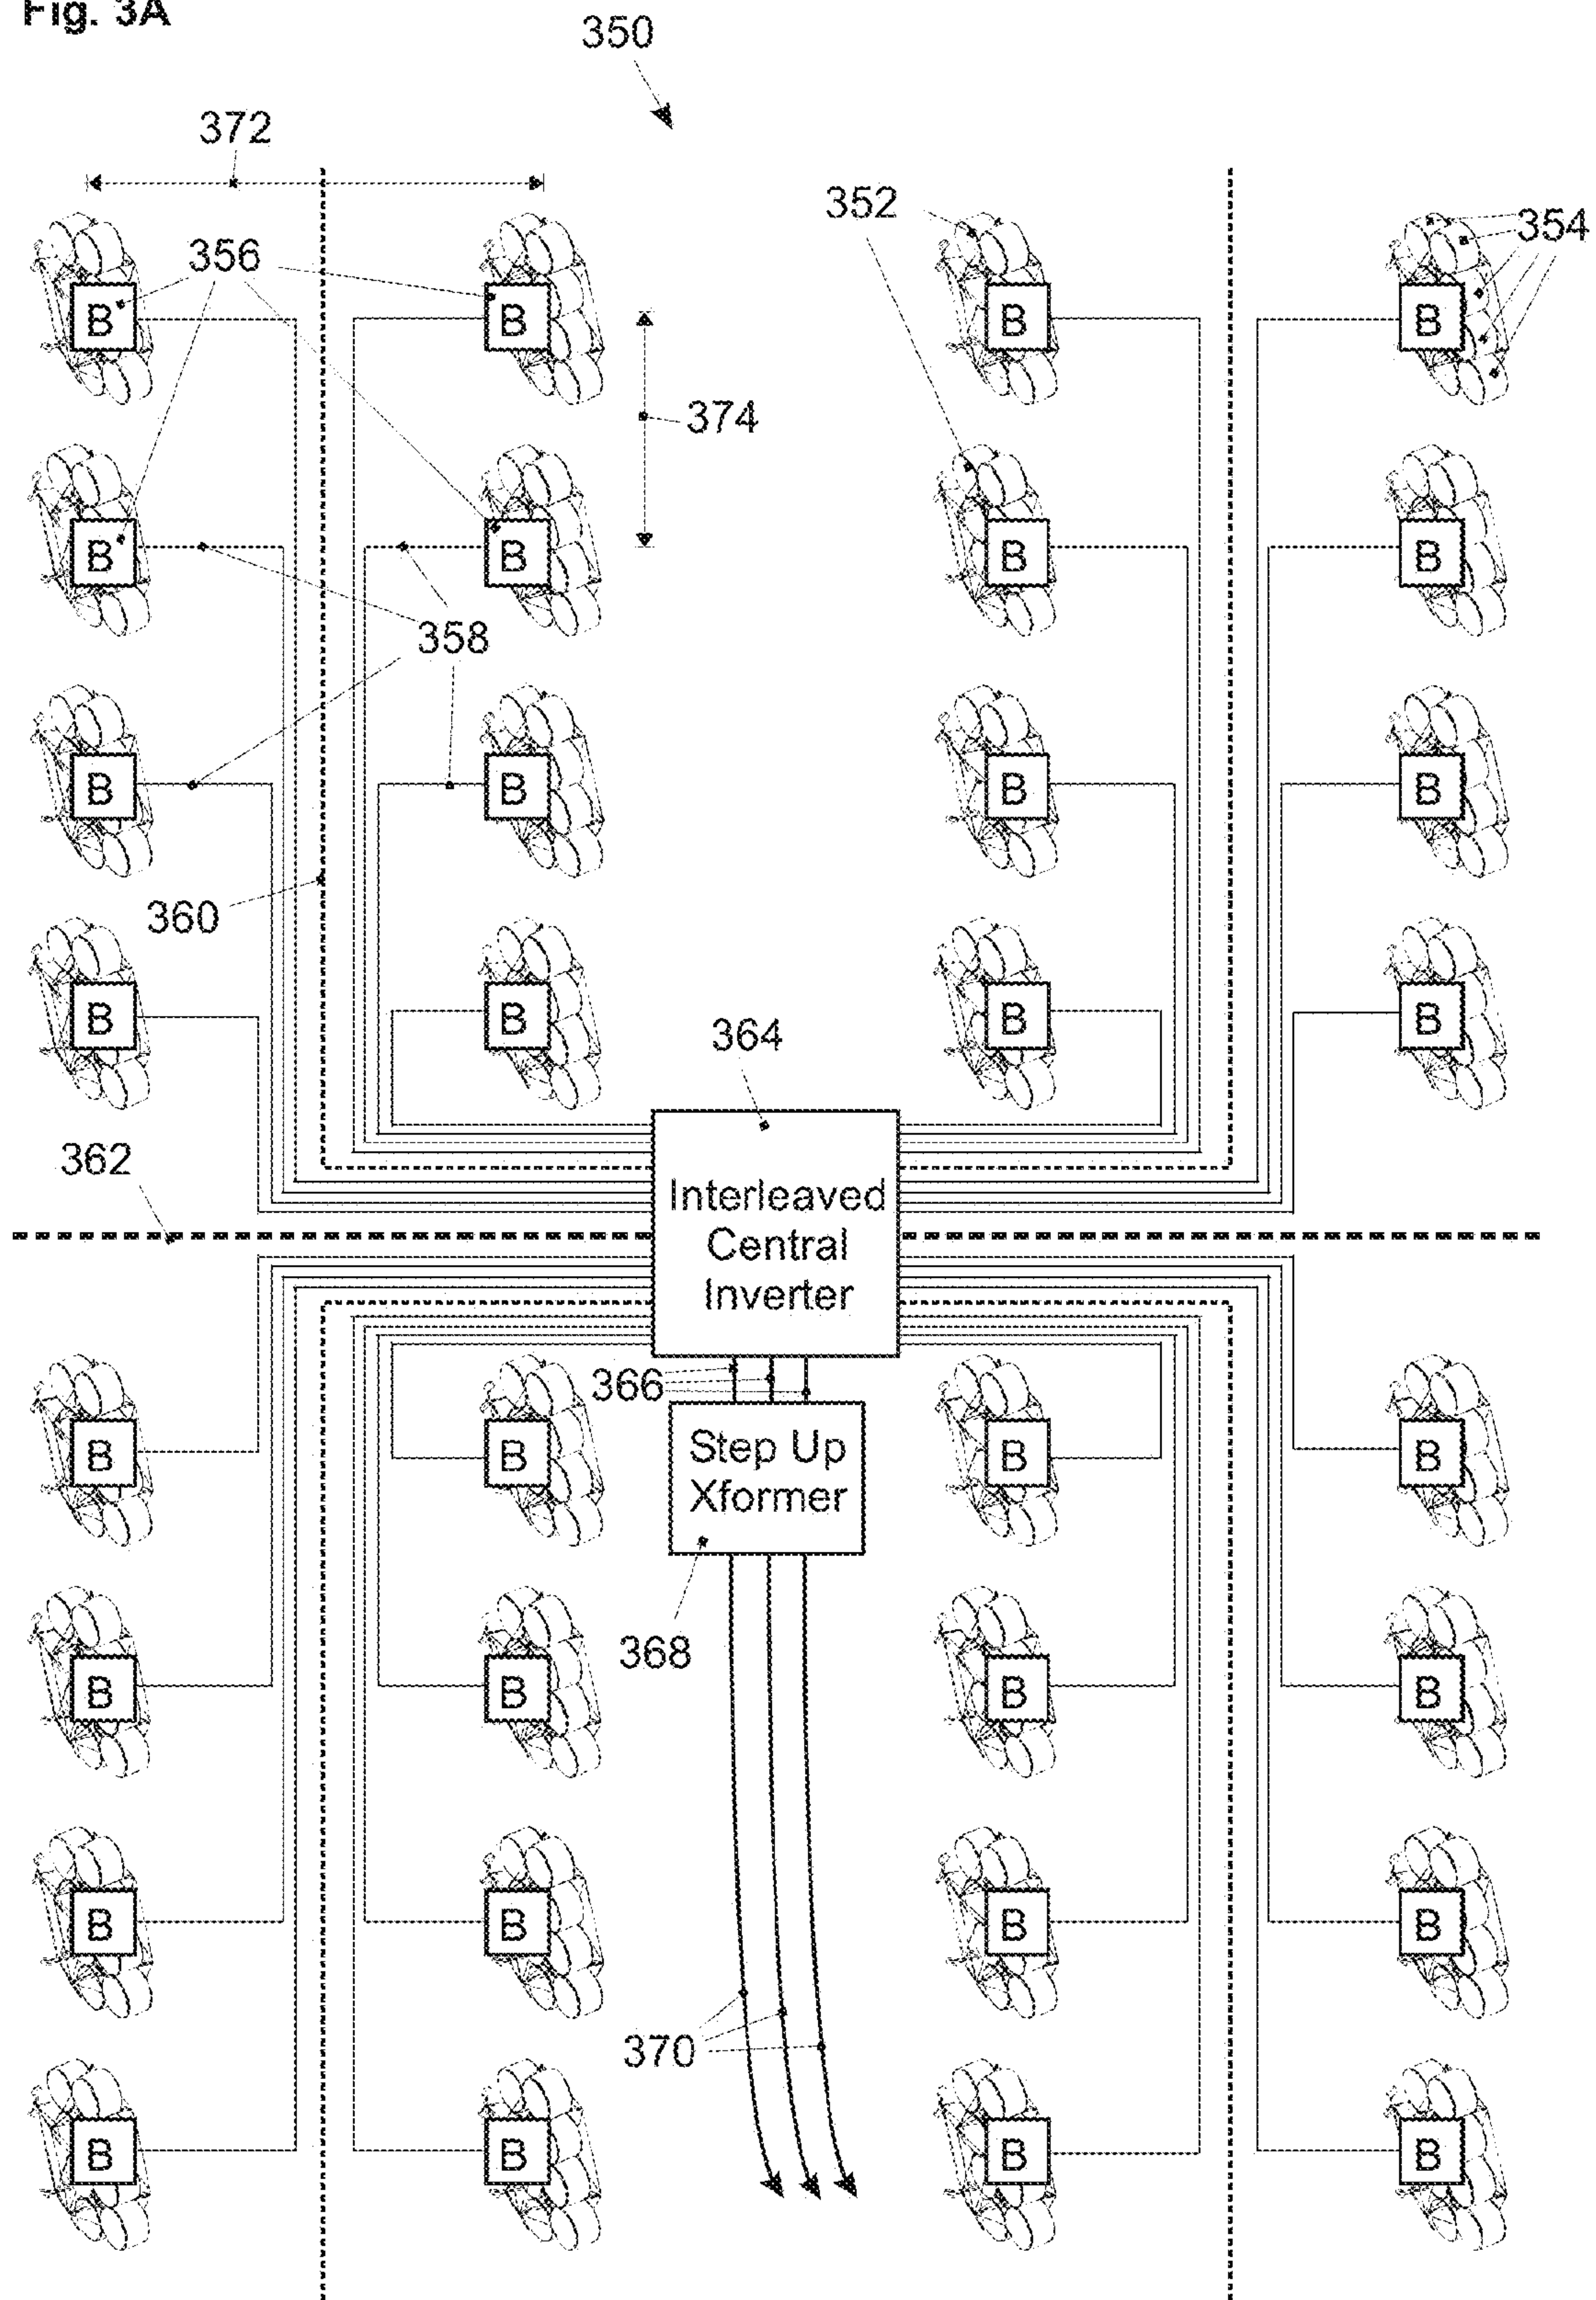 Fig. 3A
350
372
352
354
356
B B B B
374
B B B B
358
B B B B
360
B B B B
364
362
Interleaved
Central
Inverter
366
B B B B
Step Up
Xformer
368
B B B B
B B B B
370
B B B B